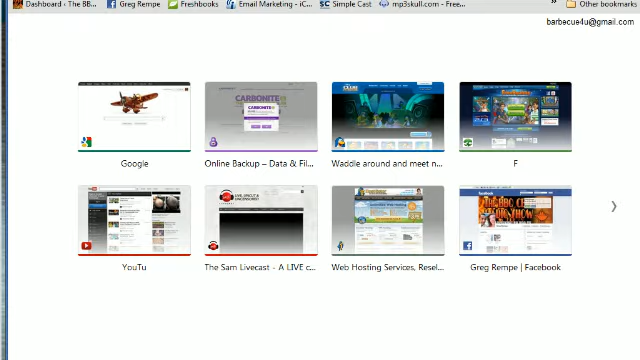 Dashboard ‹ The BB... Greg Rempe Freshbooks Email Marketing - iC... Simple Cast mp3skull.com - Free... » Other bookmarks
barbecue4u@gmail.com
CARBONITE
Google Online Backup – Data & Fil... Waddle around and meet n... F
YouTu The Sam Livecast - A LIVE c... Web Hosting Services, Resel... Greg Rempe | Facebook